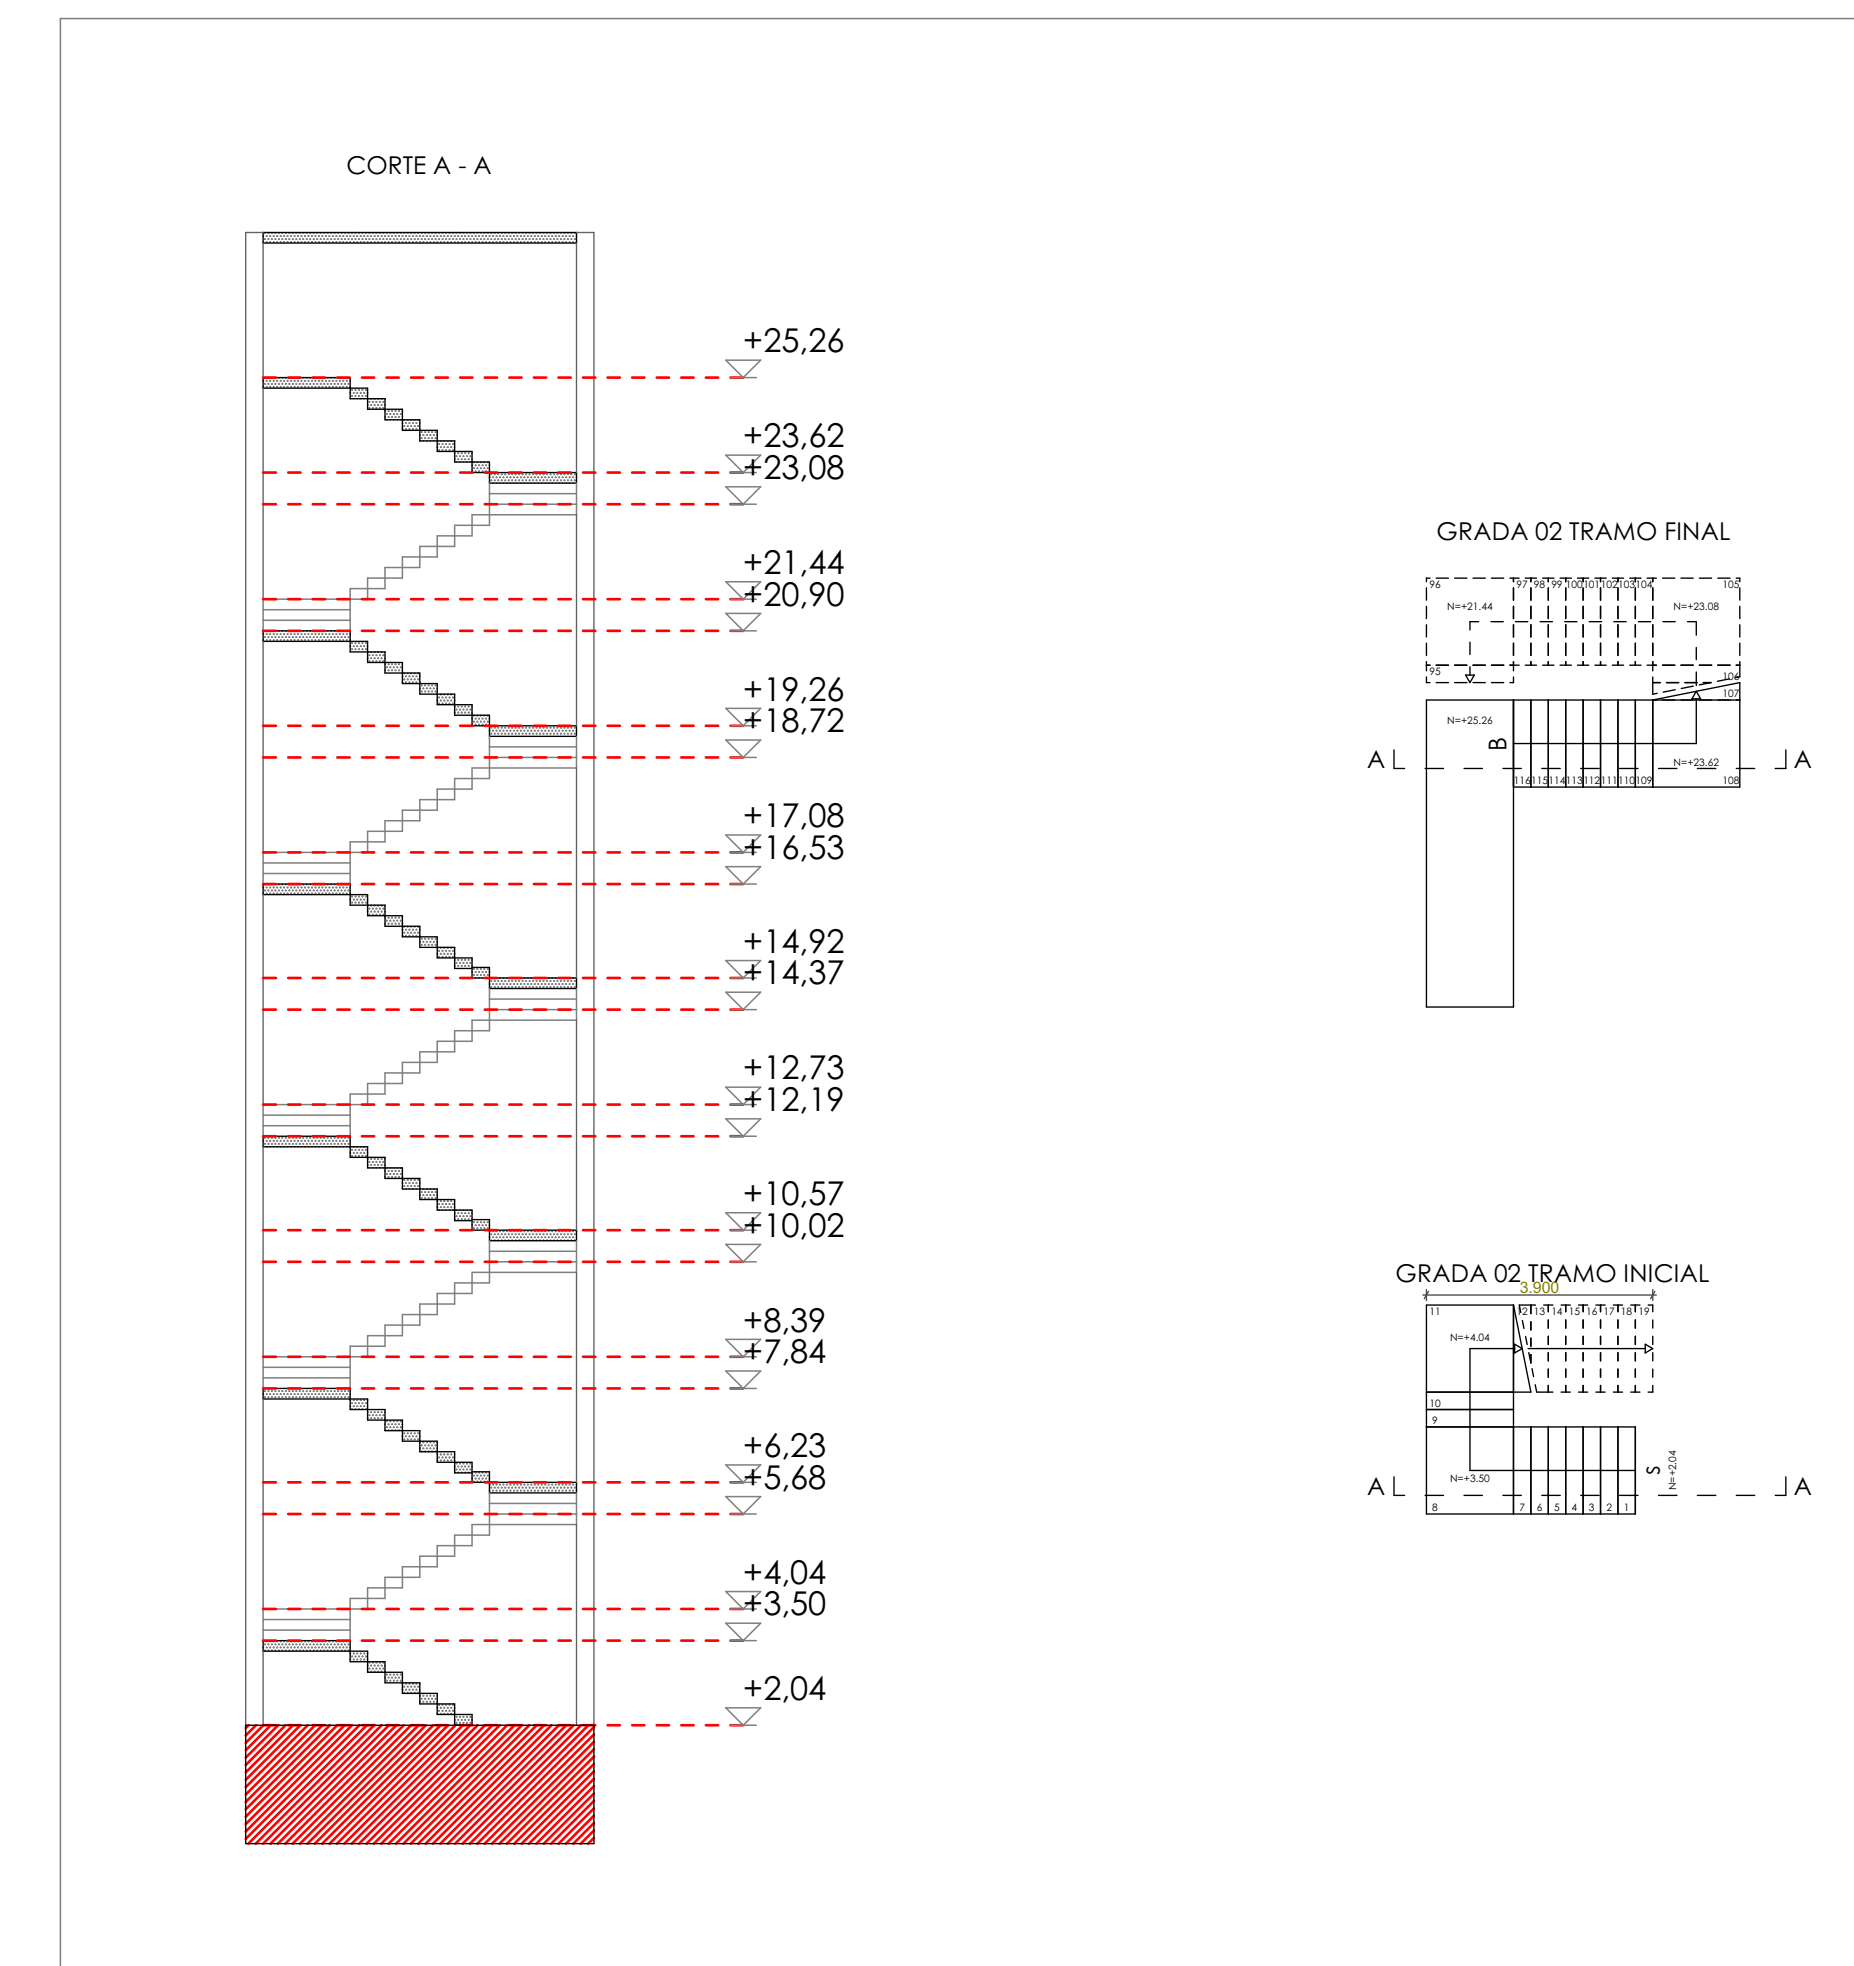 CORTE A - A
+25,26
+23,62
+23,08
+21,44
+20,90
+19,26
+18,72
+17,08
+16,53
+14,92
+14,37
+12,73
+12,19
+10,57
+10,02
+8,39
+7,84
+6,23
+5,68
+4,04
+3,50
+2,04
GRADA 02 TRAMO FINAL
96 97 98 99 100 101 102 103 104 105
N=+21.44 N=+23.08
95 106
107
N=+25.26
B
A A
N=+23.62
116 115 114 113 112 111 110 109 108
GRADA 02 TRAMO INICIAL
3.900
11 12 13 14 15 16 17 18 19
N=+4.04
10
9
S
N=+2.04
N=+3.50
A A
8 7 6 5 4 3 2 1